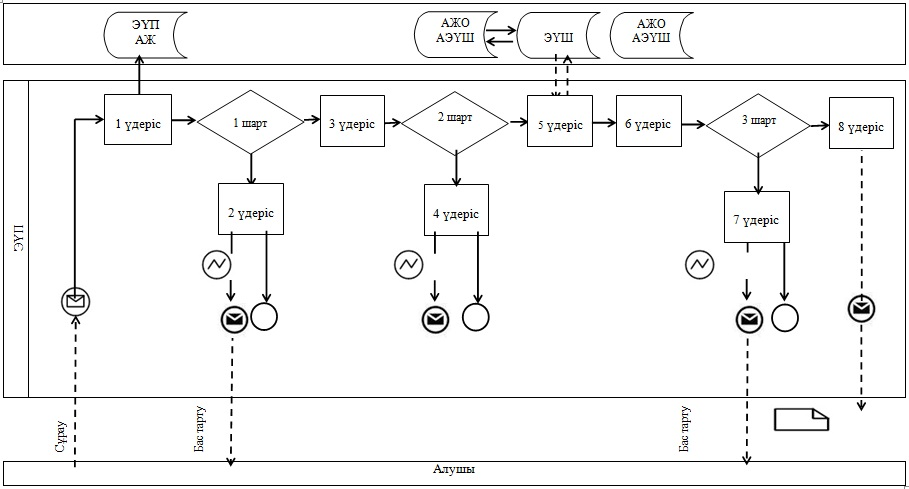 ЭҮП
АЖ
АЖО
АЭҮШ
ЭҮШ
АЖО
АЭҮШ
1 үдеріс
1 шарт
3 үдеріс
2 шарт
5 үдеріс
6 үдеріс
3 шарт
8 үдеріс
2 үдеріс
4 үдеріс
7 үдеріс
ЭҮП
Сұрау
Бас тарту
Бас тарту
Алушы